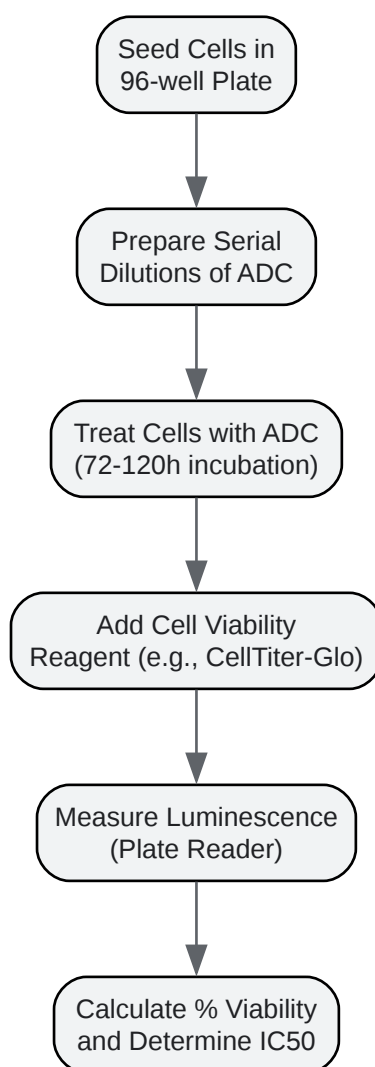 Seed Cells in
96-well Plate
Prepare Serial
Dilutions of ADC
Treat Cells with ADC
(72-120h incubation)
Add Cell Viability
Reagent (e.g., CellTiter-Glo)
Measure Luminescence
(Plate Reader)
Calculate % Viability
and Determine IC50